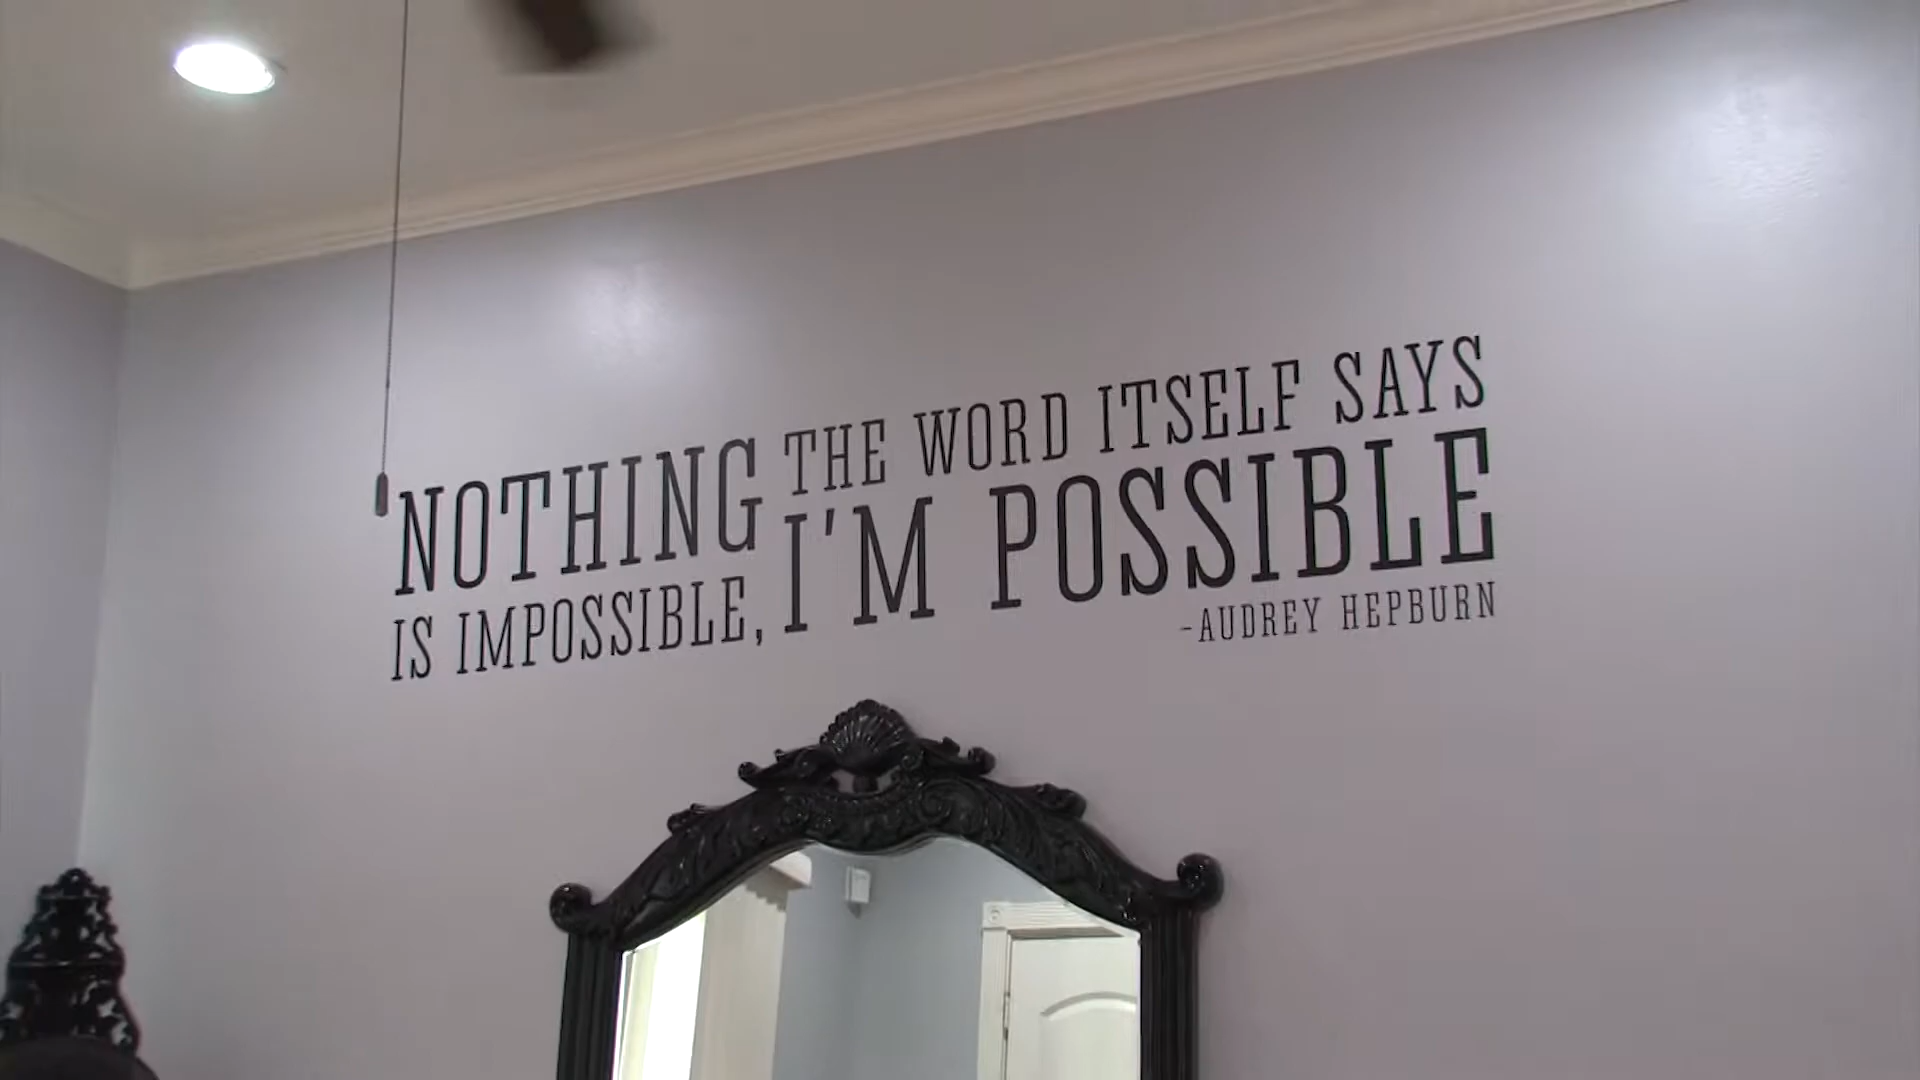 NOTHING
IS IMPOSSIBLE,
THE WORD ITSELF SAYS
I'M POSSIBLE
-AUDREY HEPBURN